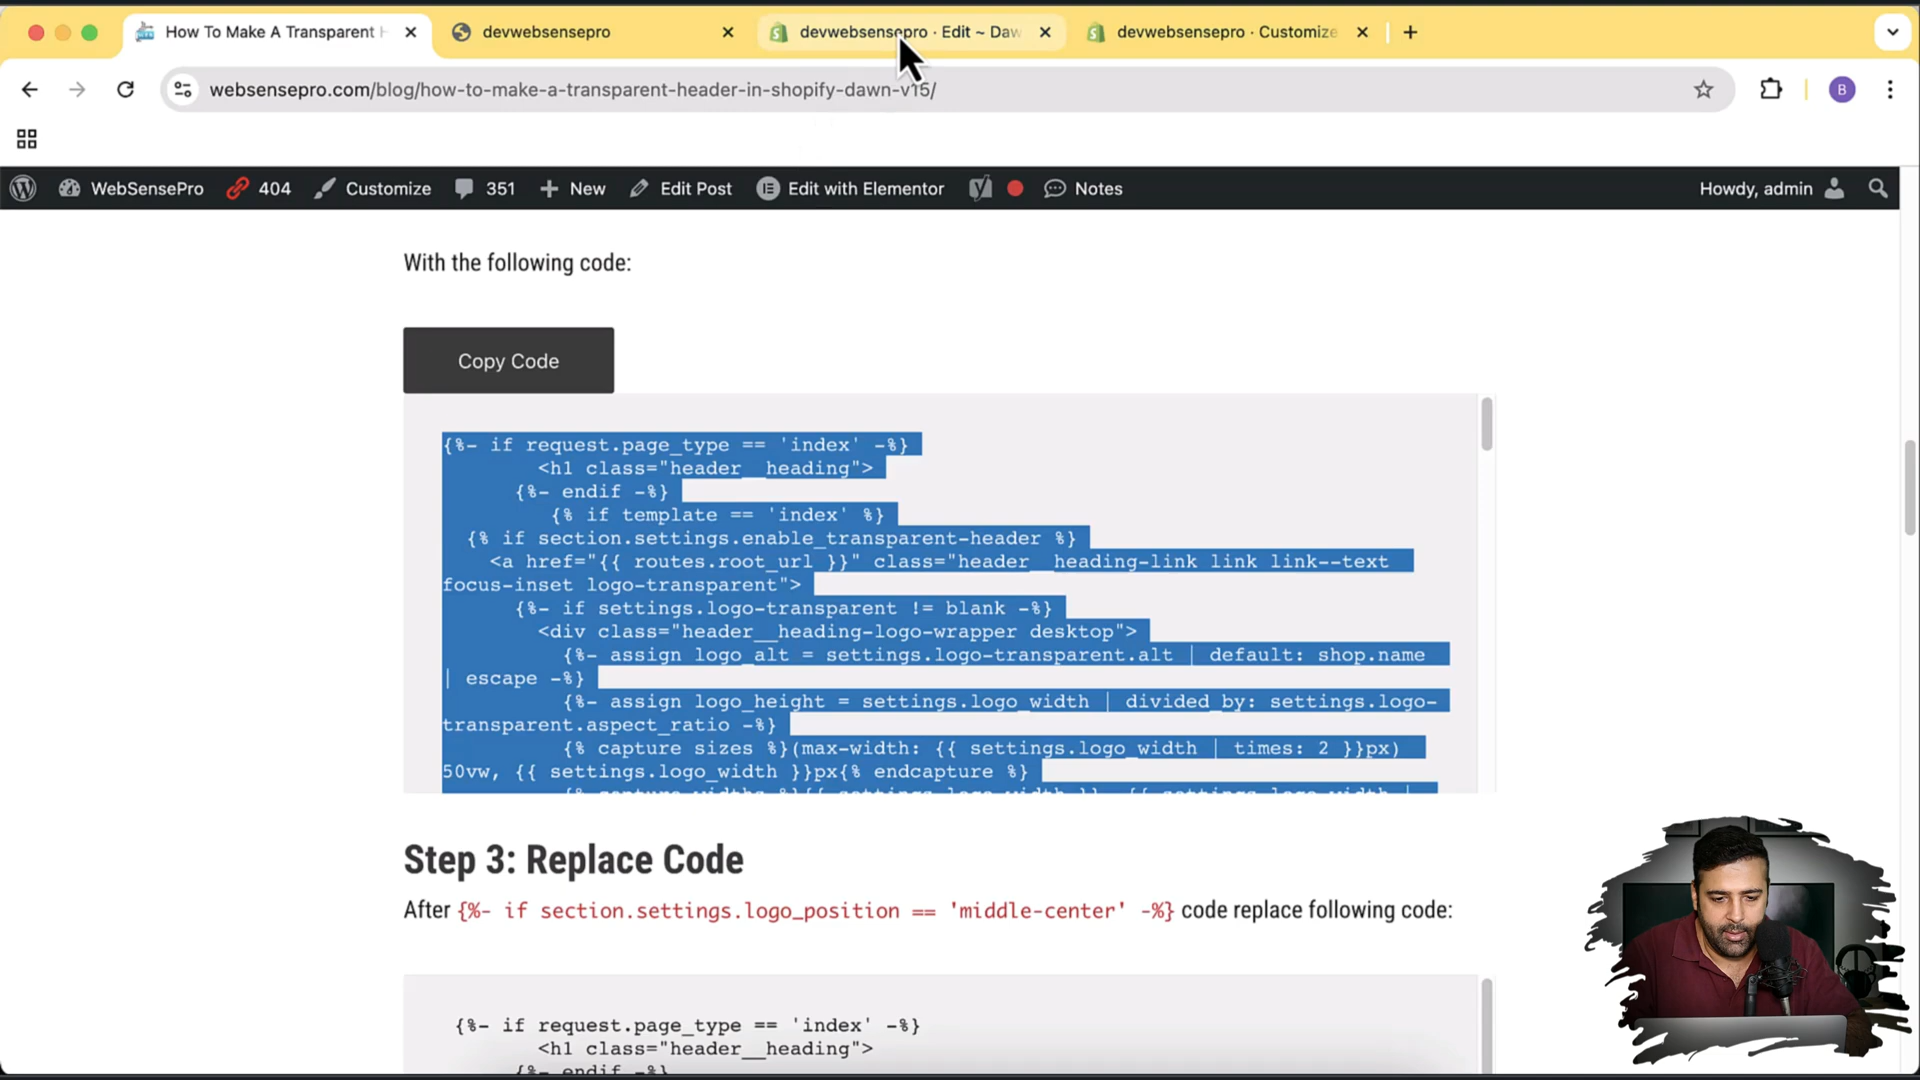 How To Make A Transparent H
devwebsensepro
devwebsensepro · Edit ~ Daw
devwebsensepro · Customize
websensepro.com/blog/how-to-make-a-transparent-header-in-shopify-dawn-v15/
B
WebSensePro
404
Customize
351
New
Edit Post
Edit with Elementor
Notes
Howdy, admin
With the following code:
Copy Code
{%- if request.page_type == 'index' -%}
<h1 class="header__heading">
{%- endif -%}
{% if template == 'index' %}
{% if section.settings.enable_transparent-header %}
<a href="{{ routes.root_url }}" class="header__heading-link link link--text
focus-inset logo-transparent">
{%- if settings.logo-transparent != blank -%}
<div class="header__heading-logo-wrapper desktop">
{%- assign logo_alt = settings.logo-transparent.alt | default: shop.name
| escape -%}
{%- assign logo_height = settings.logo_width | divided_by: settings.logo-
transparent.aspect_ratio -%}
{% capture sizes %}(max-width: {{ settings.logo_width | times: 2 }}px)
50vw, {{ settings.logo_width }}px{% endcapture %}
Step 3: Replace Code
After {%- if section.settings.logo_position == 'middle-center' -%} code replace following code:
{%- if request.page_type == 'index' -%}
<h1 class="header__heading">
{%- endif -%}